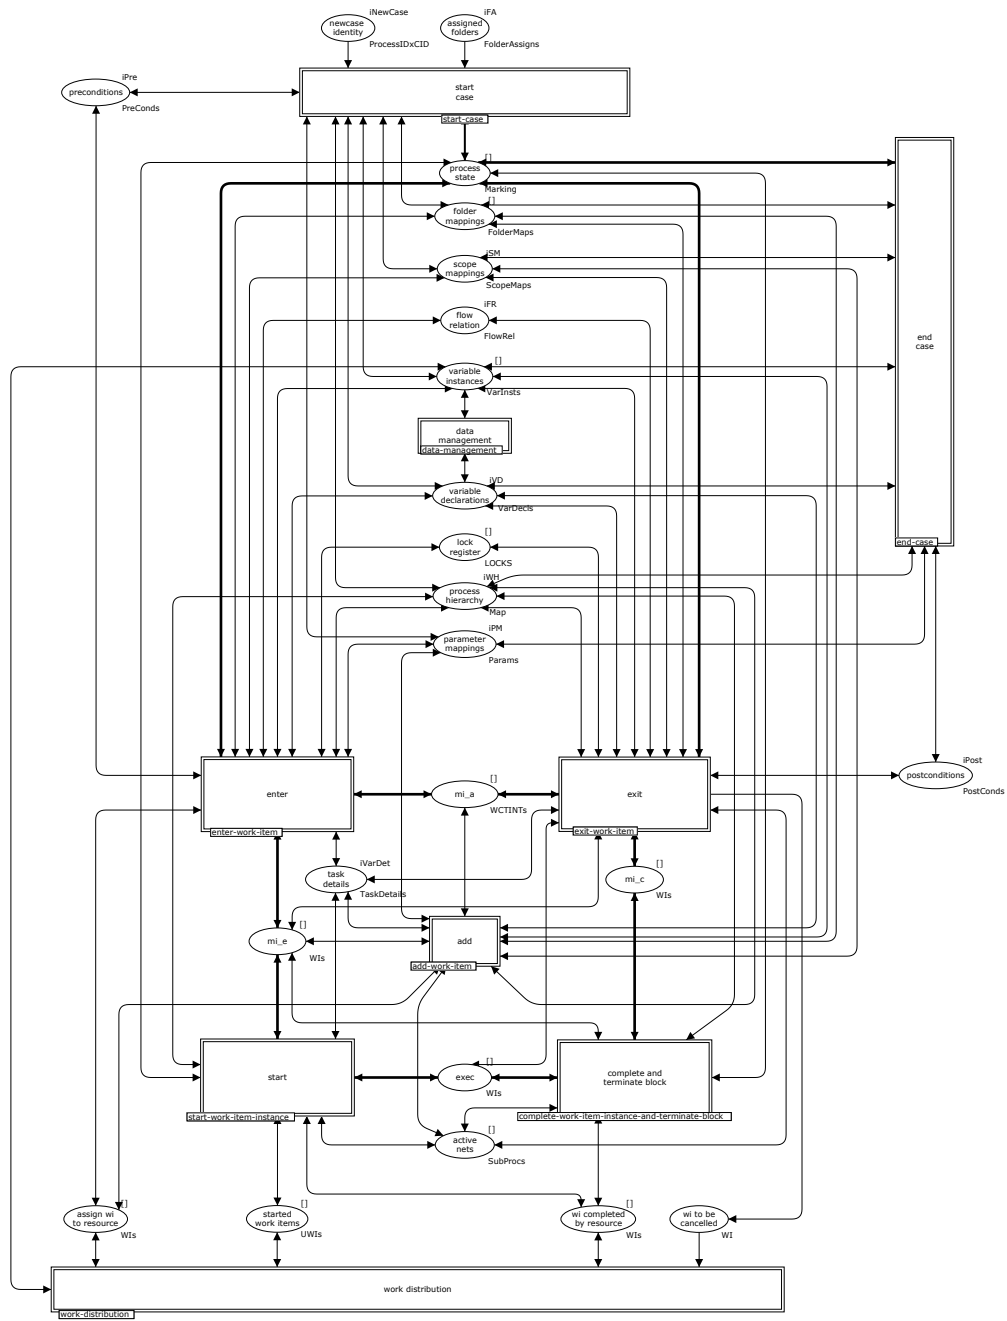 iNewCase
newcase
identity
ProcessIDxCID
iFA
assigned
folders
FolderAssigns
iPre
preconditions
PreConds
start
case
start-case
[]
process
state
Marking
[]
folder
mappings
FolderMaps
iSM
scope
mappings
ScopeMaps
iFR
flow
relation
FlowRel
end
case
end-case
[]
variable
instances
VarInsts
data
management
data-management
iVD
variable
declarations
VarDecls
[]
lock
register
LOCKS
iWH
process
hierarchy
Map
iPM
parameter
mappings
Params
iPost
postconditions
PostConds
enter
enter-work-item
[]
mi_a
WCTINTs
exit
exit-work-item
iVarDet
task
details
TaskDetails
[]
mi_c
WIs
[]
mi_e
WIs
add
add-work-item
start
start-work-item-instance
[]
exec
WIs
complete and
terminate block
complete-work-item-instance-and-terminate-block
[]
active
nets
SubProcs
[]
assign wi
to resource
WIs
[]
started
work items
UWIs
[]
wi completed
by resource
WIs
wi to be
cancelled
WI
work distribution
work-distribution